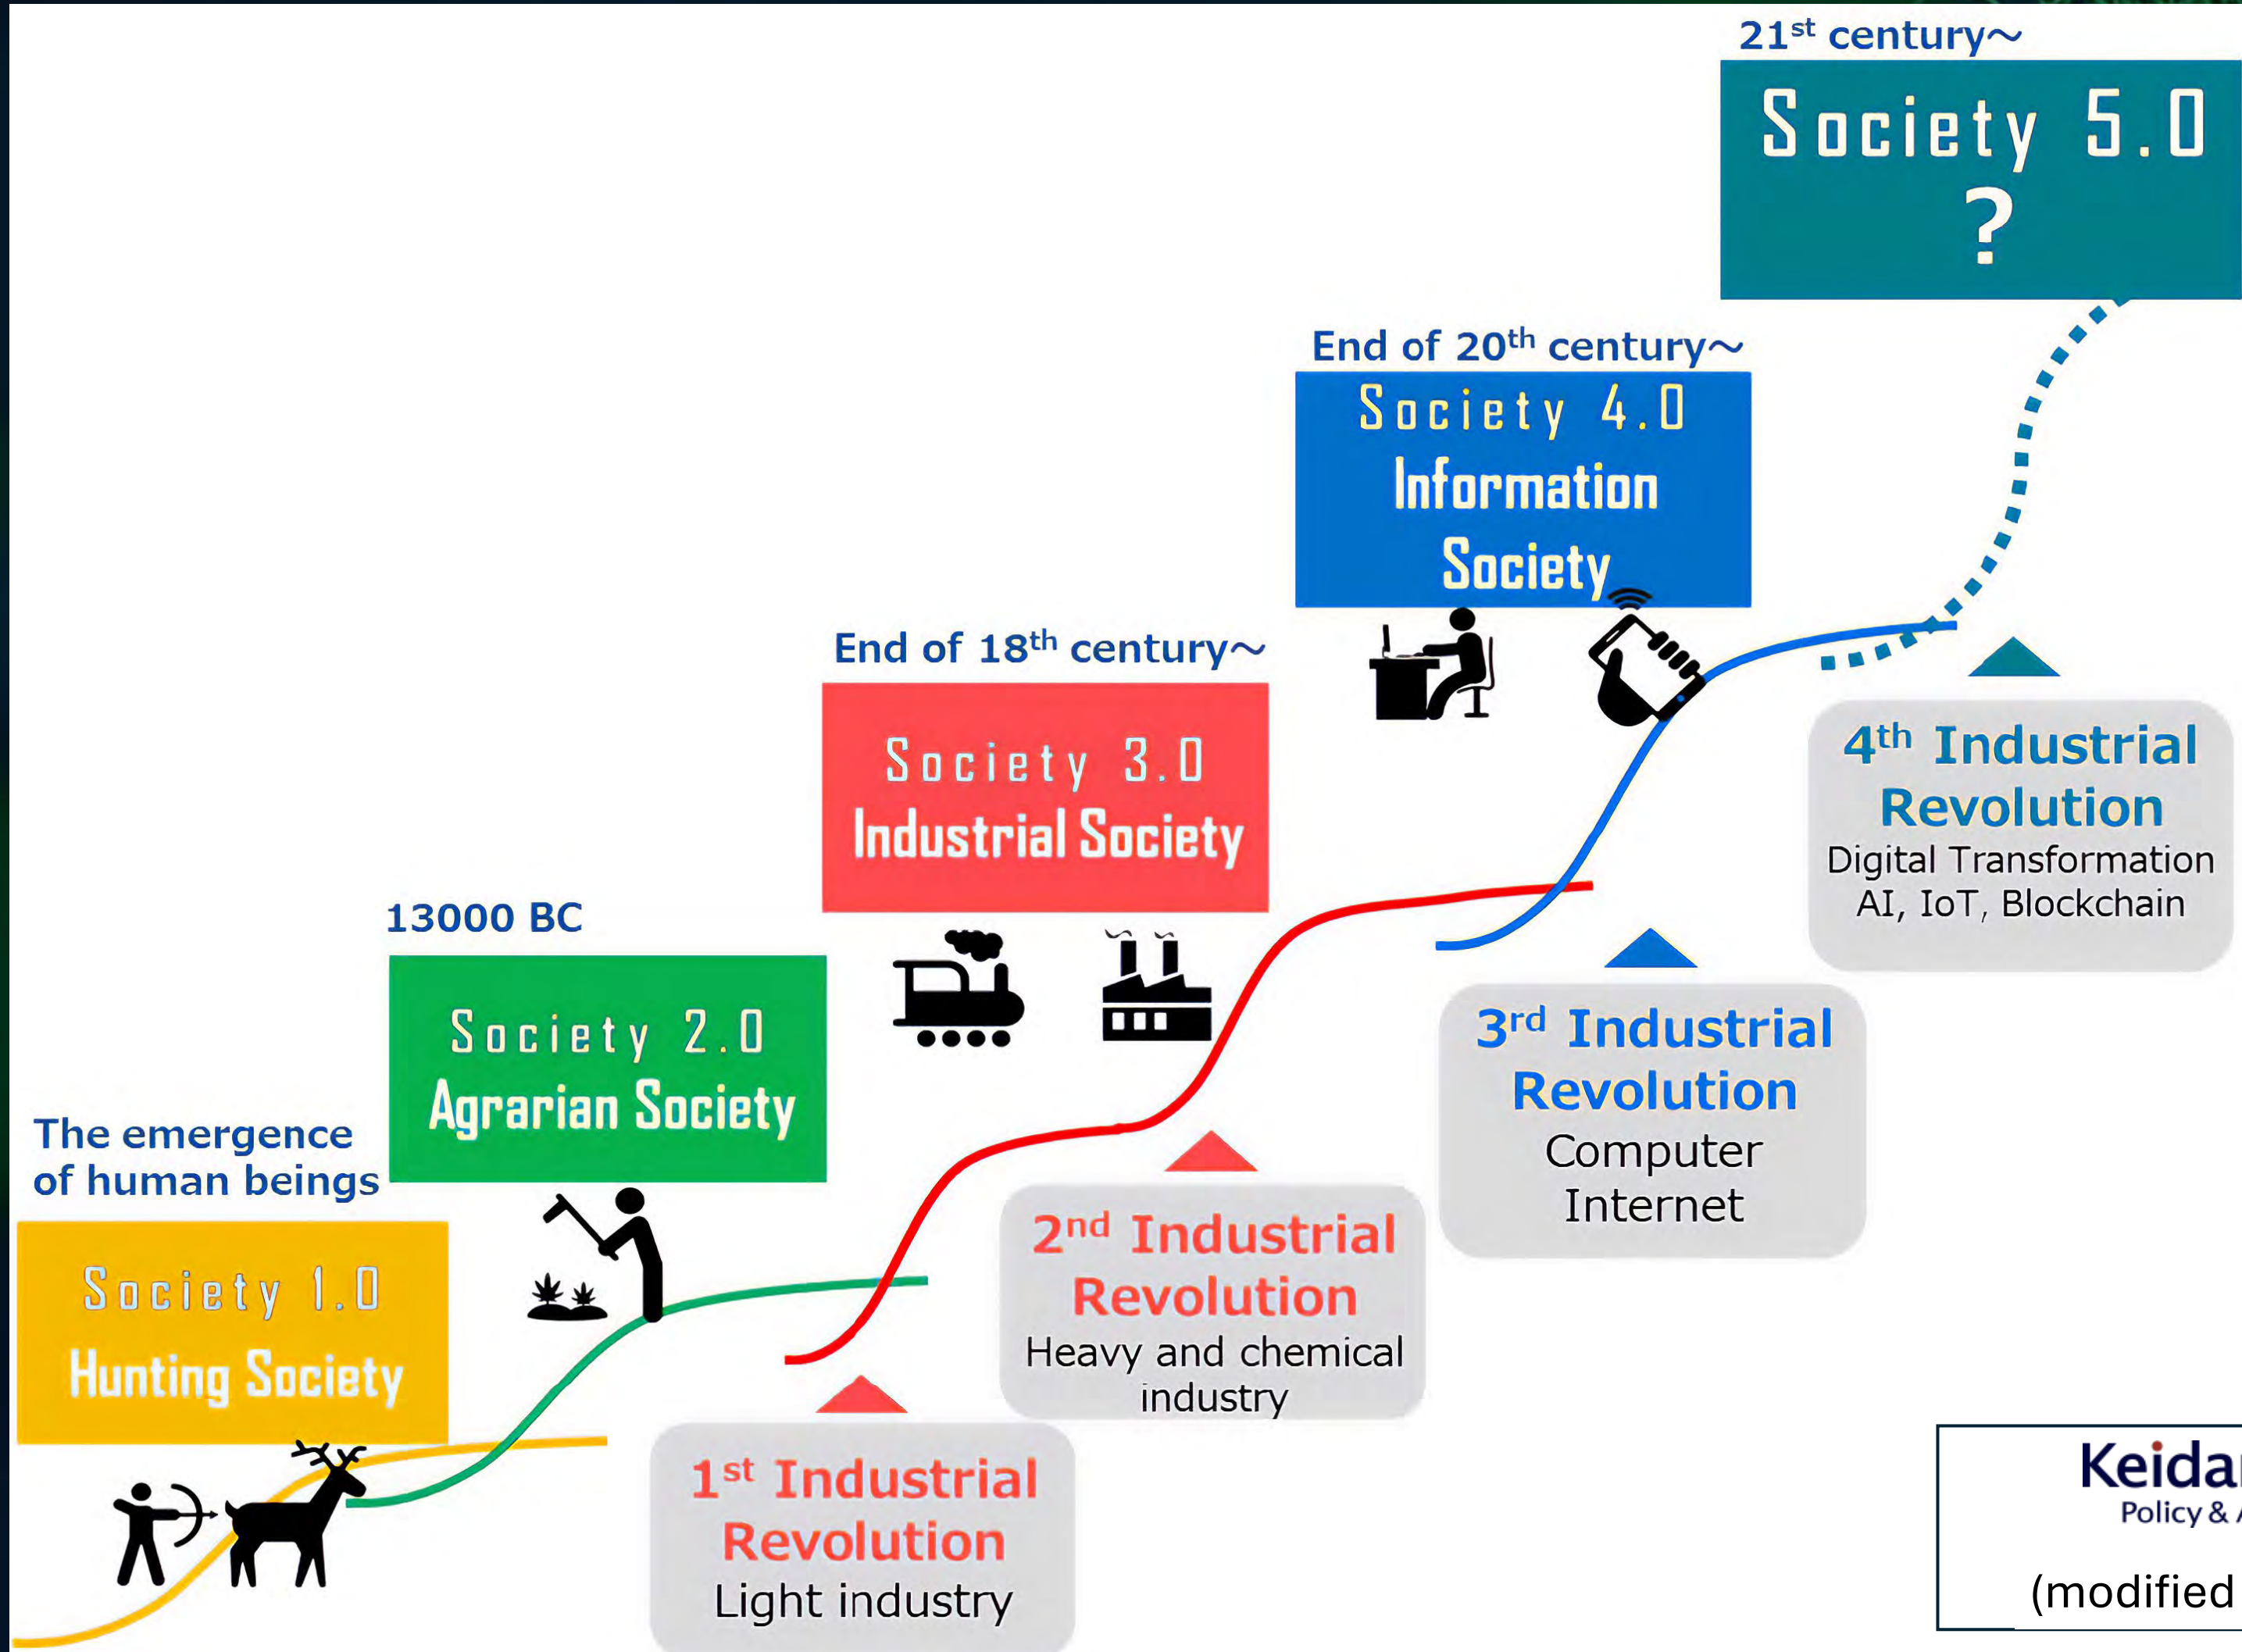 21st century～
Society 5.0
?
End of 20th century～
Society 4.0
Information
Society
End of 18th century～
Society 3.0
Industrial Society
4th Industrial
Revolution
Digital Transformation
AI, IoT, Blockchain
13000 BC
Society 2.0
Agrarian Society
3rd Industrial
Revolution
Computer
Internet
The emergence
of human beings
Society 1.0
Hunting Society
2nd Industrial
Revolution
Heavy and chemical
industry
1st Industrial
Revolution
Light industry
Policy &
(modified